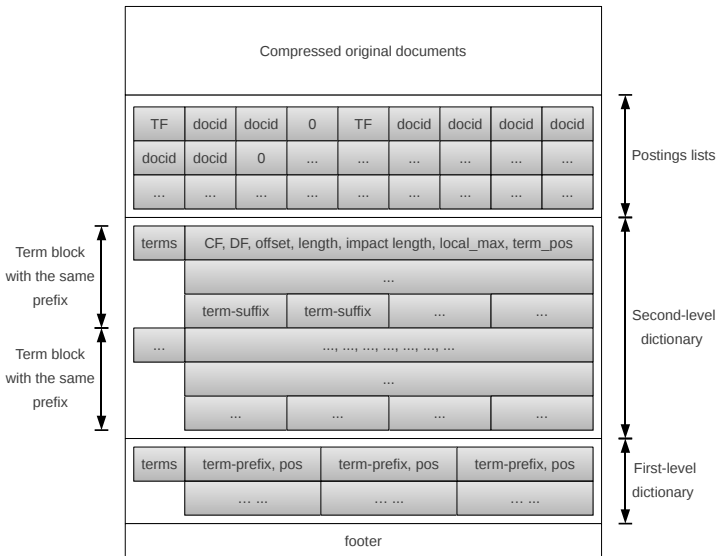 Compressed original documents
TF docid docid 0 TF docid docid docid docid
docid docid 0 ... ... ... ... ... ...
... ... ... ... ... ... ... ... ...
Postings lists
terms CF, DF, offset, length, impact length, local_max, term_pos
...
term-suffix term-suffix ... ...
Term block
with the same
prefix
... ..., ..., ..., ..., ..., ..., ...
...
... ... ... ...
Term block
with the same
prefix
Second-level
dictionary
terms term-prefix, pos term-prefix, pos term-prefix, pos
... ... ... ... ... ...
First-level
dictionary
footer